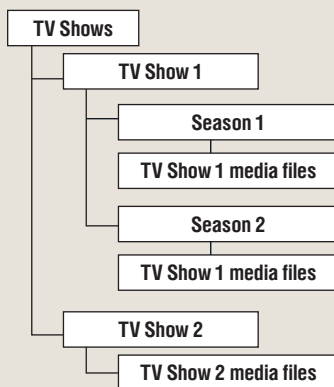 TV Shows
TV Show 1
Season 1
TV Show 1 media files
Season 2
TV Show 1 media files
TV Show 2
TV Show 2 media files